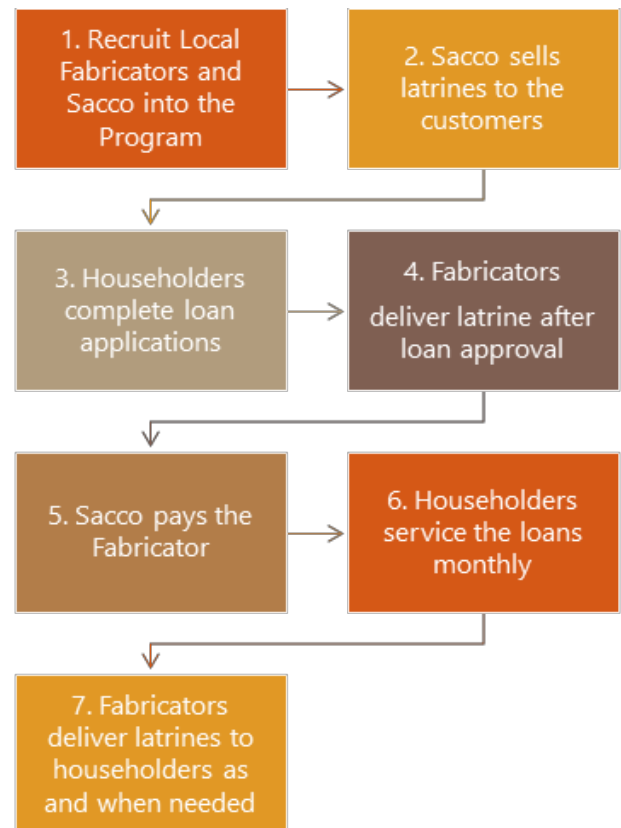 1. Recruit Local
Fabricators and
Sacco into the
Program
2. Sacco sells
latrines to the
customers
3. Householders
complete loan
applications
4. Fabricators
deliver latrine after
loan approval
5. Sacco pays the
Fabricator
6. Householders
service the loans
monthly
7. Fabricators
deliver latrines to
householders as
and when needed